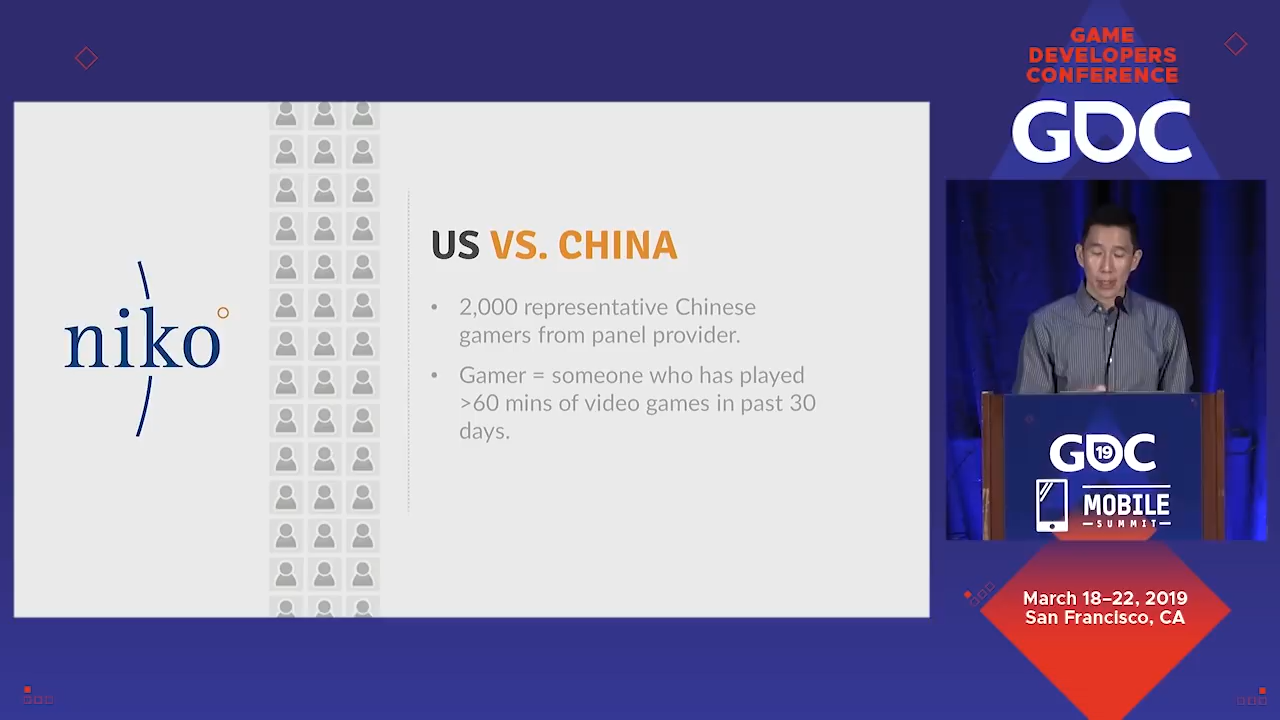 GAME
DEVELOPERS
CONFERENCE
GDC
niko
US VS. CHINA
• 2,000 representative Chinese
gamers from panel provider.
• Gamer = someone who has played
>60 mins of video games in past 30
days.
GDC
19
MOBILE
SUMMIT
March 18–22, 2019
San Francisco, CA